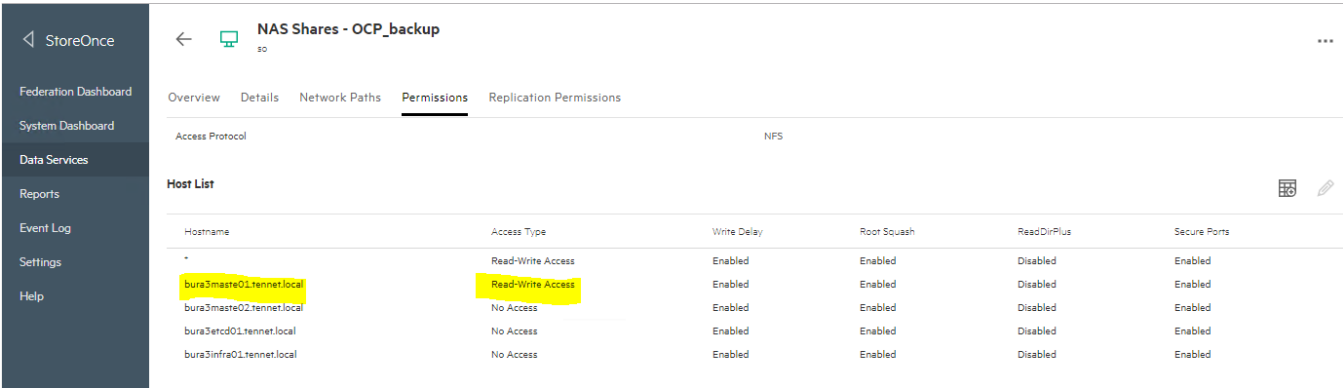 StoreOnce
Federation Dashboard
System Dashboard
Data Services
Reports
Event Log
Settings
Help
NAS Shares - OCP_backup
so
Overview Details Network Paths Permissions Replication Permissions
Access Protocol NFS
Host List
Hostname Access Type Write Delay Root Squash ReadDirPlus Secure Ports
* Read-Write Access Enabled Enabled Disabled Enabled
bura3maste01.tennet.local Read-Write Access Enabled Enabled Disabled Enabled
bura3maste02.tennet.local No Access Enabled Enabled Disabled Enabled
bura3etcd01.tennet.local No Access Enabled Enabled Disabled Enabled
bura3infra01.tennet.local No Access Enabled Enabled Disabled Enabled